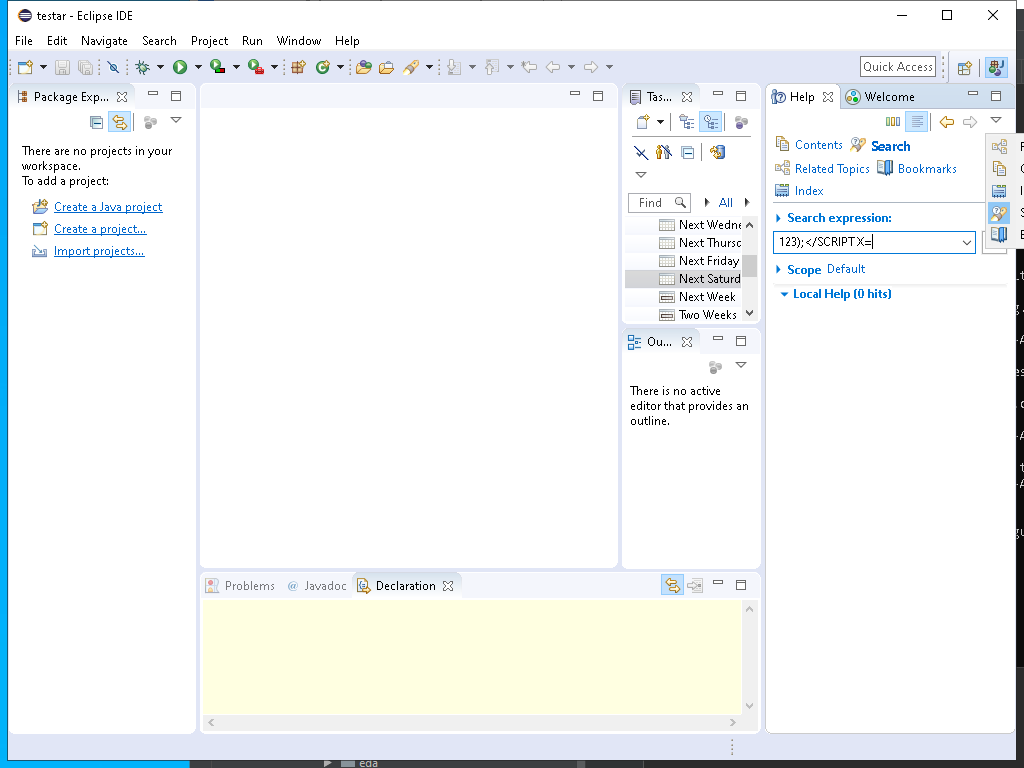 testar - Eclipse IDE
File Edit Navigate Search Project Run Window Help
Quick Access
Package Exp...
There are no projects in your
workspace.
To add a project:
Create a Java project
Create a project...
Import projects...
Tas...
Find
All
Next Wedne
Next Thursd
Next Friday
Next Saturd
Next Week
Two Weeks
Ou...
There is no active
editor that provides an
outline.
Help
Welcome
Contents Search
Related Topics Bookmarks
Index
Search expression:
123);</SCRIPT X=
Scope Default
Local Help (0 hits)
Problems @ Javadoc Declaration
eda